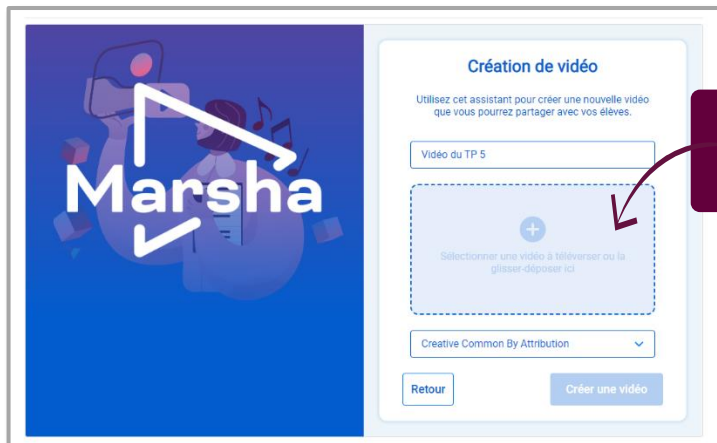 Marsha
Création de vidéo
Utilisez cet assistant pour créer une nouvelle vidéo
que vous pourrez partager avec vos élèves.
Vidéo du TP 5
Sélectionner une vidéo à téléverser ou la
glisser-déposer ici
Creative Common By Attribution
Retour
Créer une vidéo